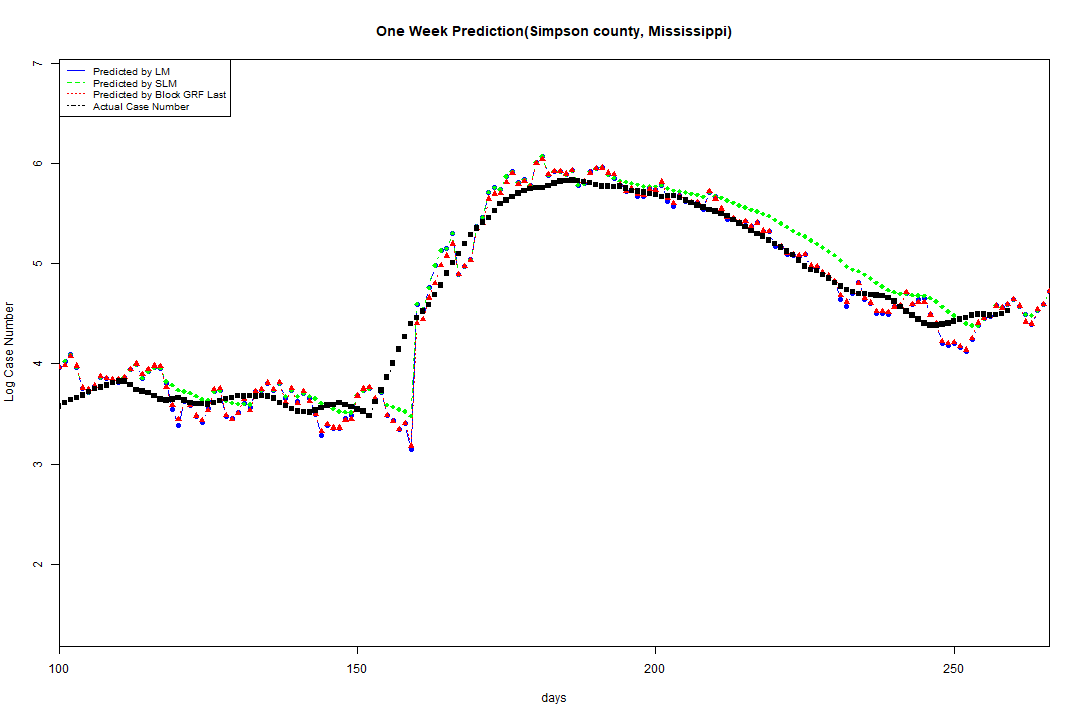 One Week Prediction(Simpson county, Mississippi)
Predicted by LM
Predicted by SLM
Predicted by Block GRF Last
Actual Case Number
7
6
5
4
3
2
Log Case Number
100
150
200
250
days